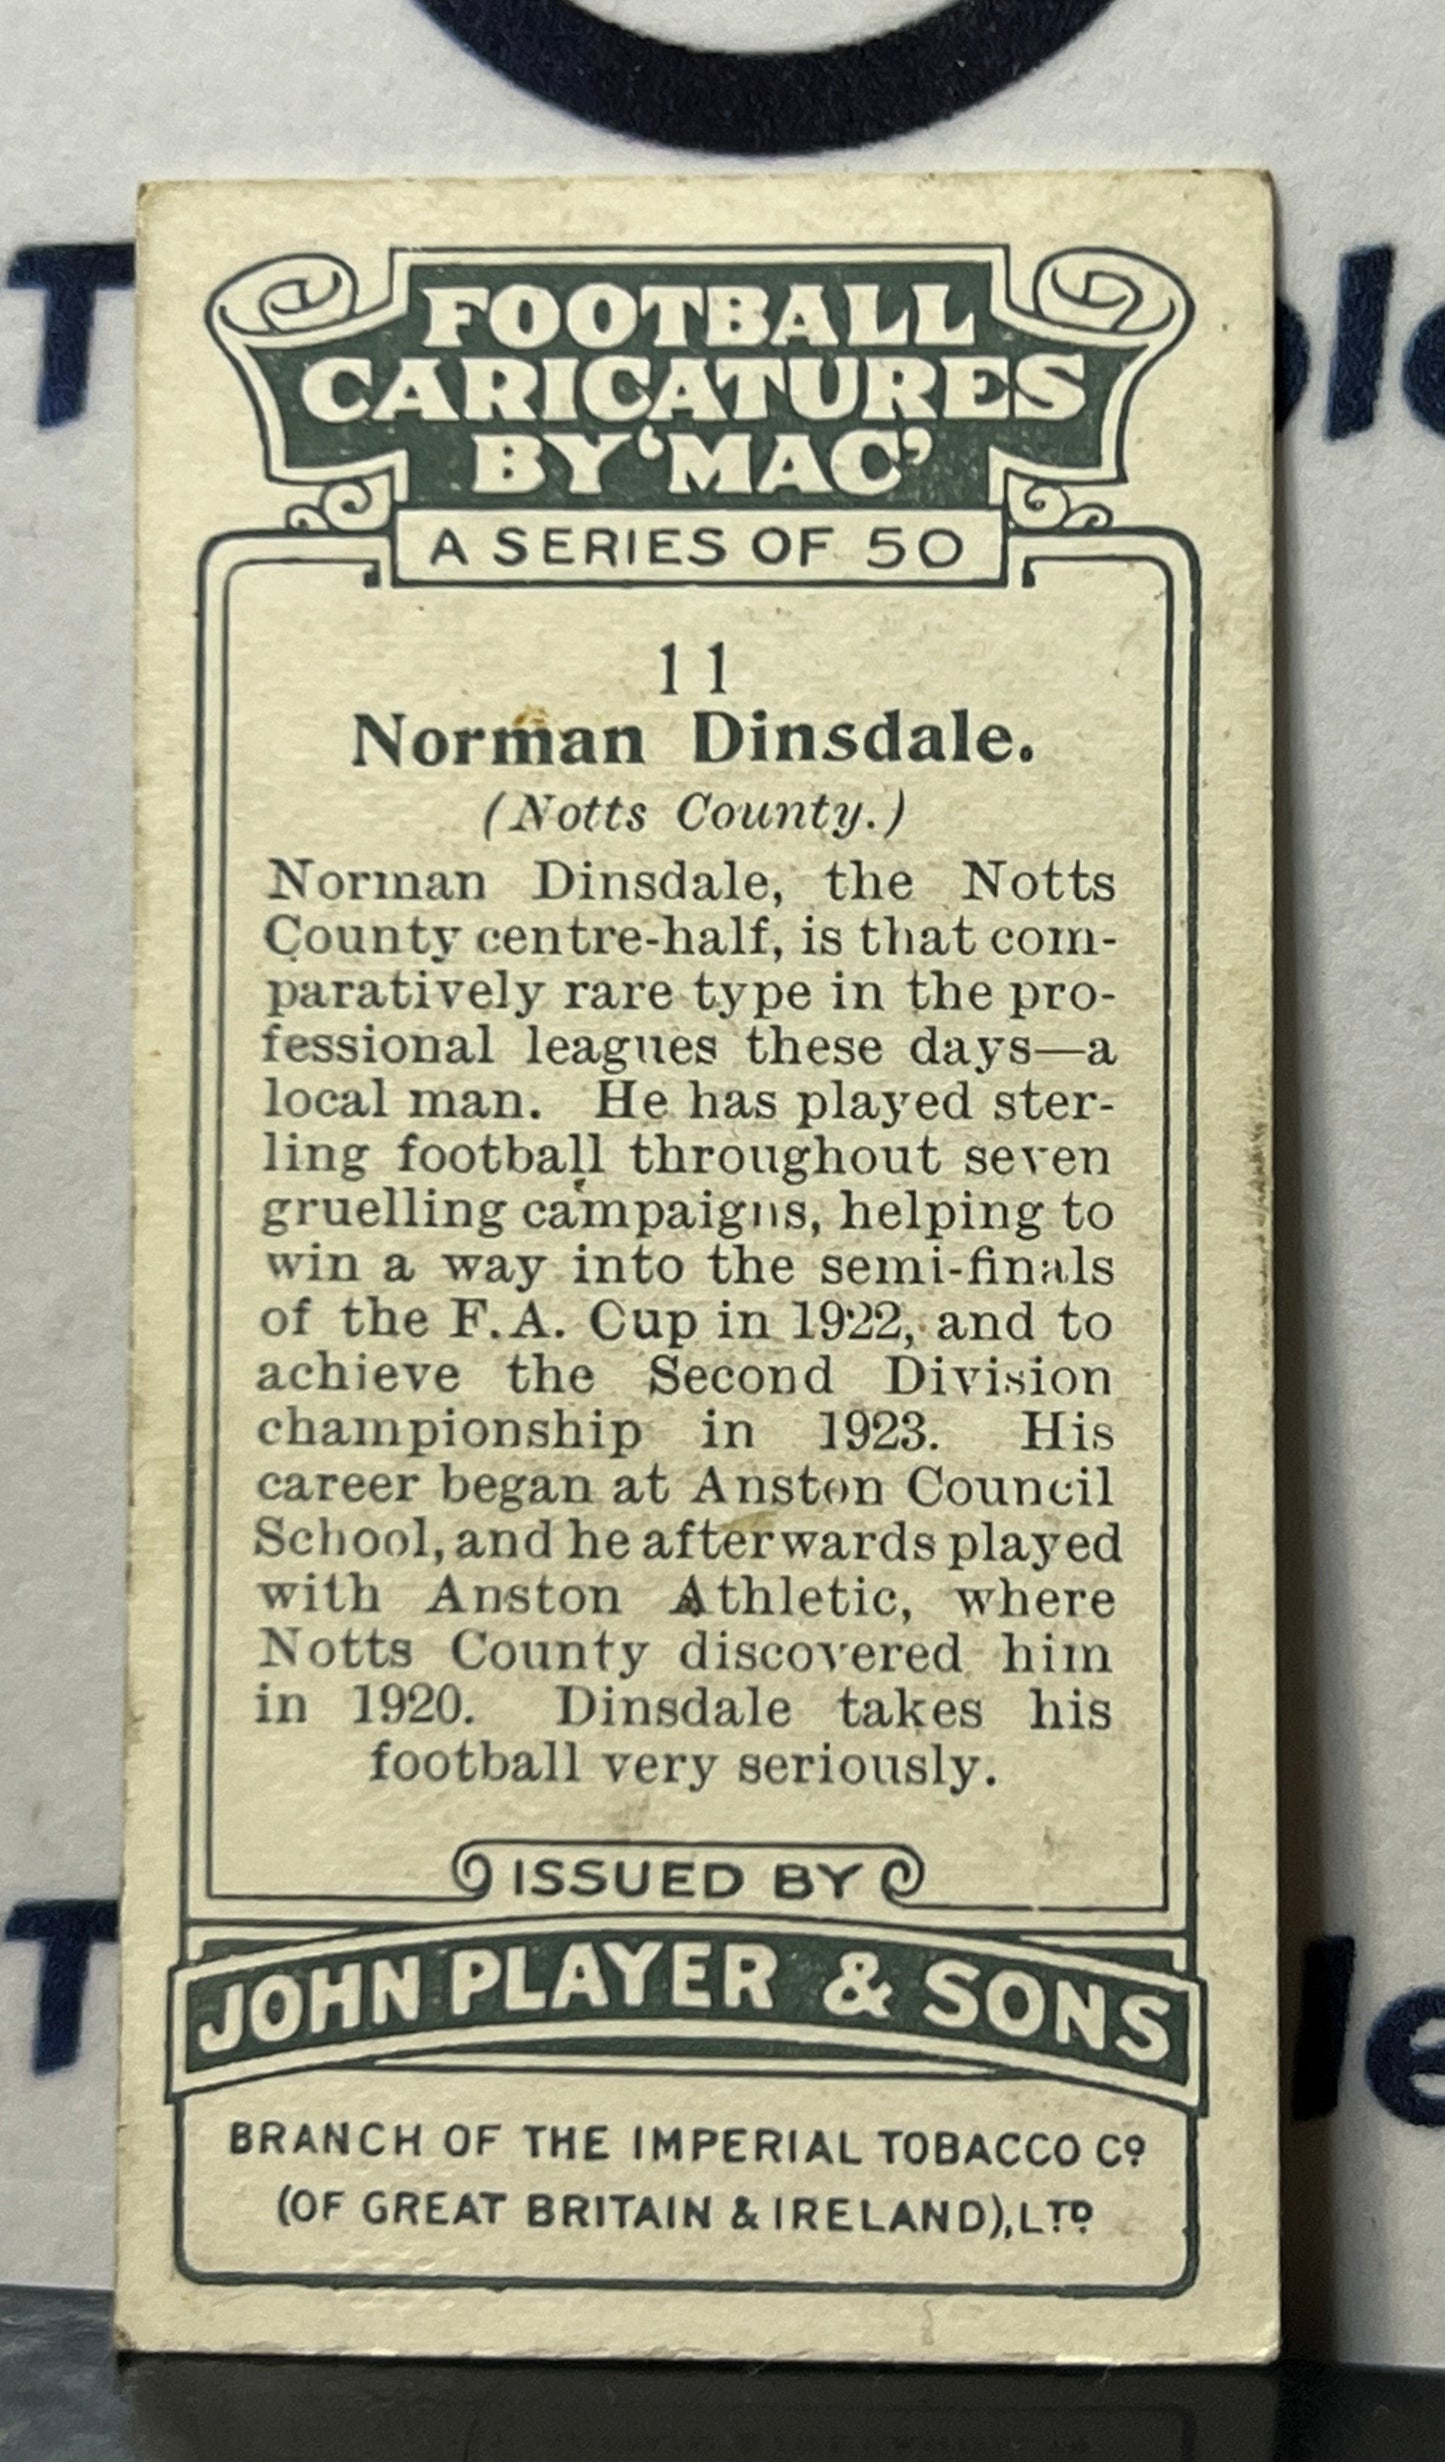 FOOTBALL
CARICATURES
BY 'MAC'
A SERIES OF 50
11
Norman Dinsdale.
(Notts County.)
Norman Dinsdale, the Notts
County centre-half, is that com-
paratively rare type in the pro-
fessional leagues these days—a
local man. He has played ster-
ling football throughout seven
gruelling campaigns, helping to
win a way into the semi-finals
of the F.A. Cup in 1922, and to
achieve the Second Division
championship in 1923. His
career began at Anston Council
School, and he afterwards played
with Anston Athletic, where
Notts County discovered him
in 1920. Dinsdale takes his
football very seriously.
ISSUED BY
JOHN PLAYER & SONS
BRANCH OF THE IMPERIAL TOBACCO CO
(OF GREAT BRITAIN & IRELAND), LTD